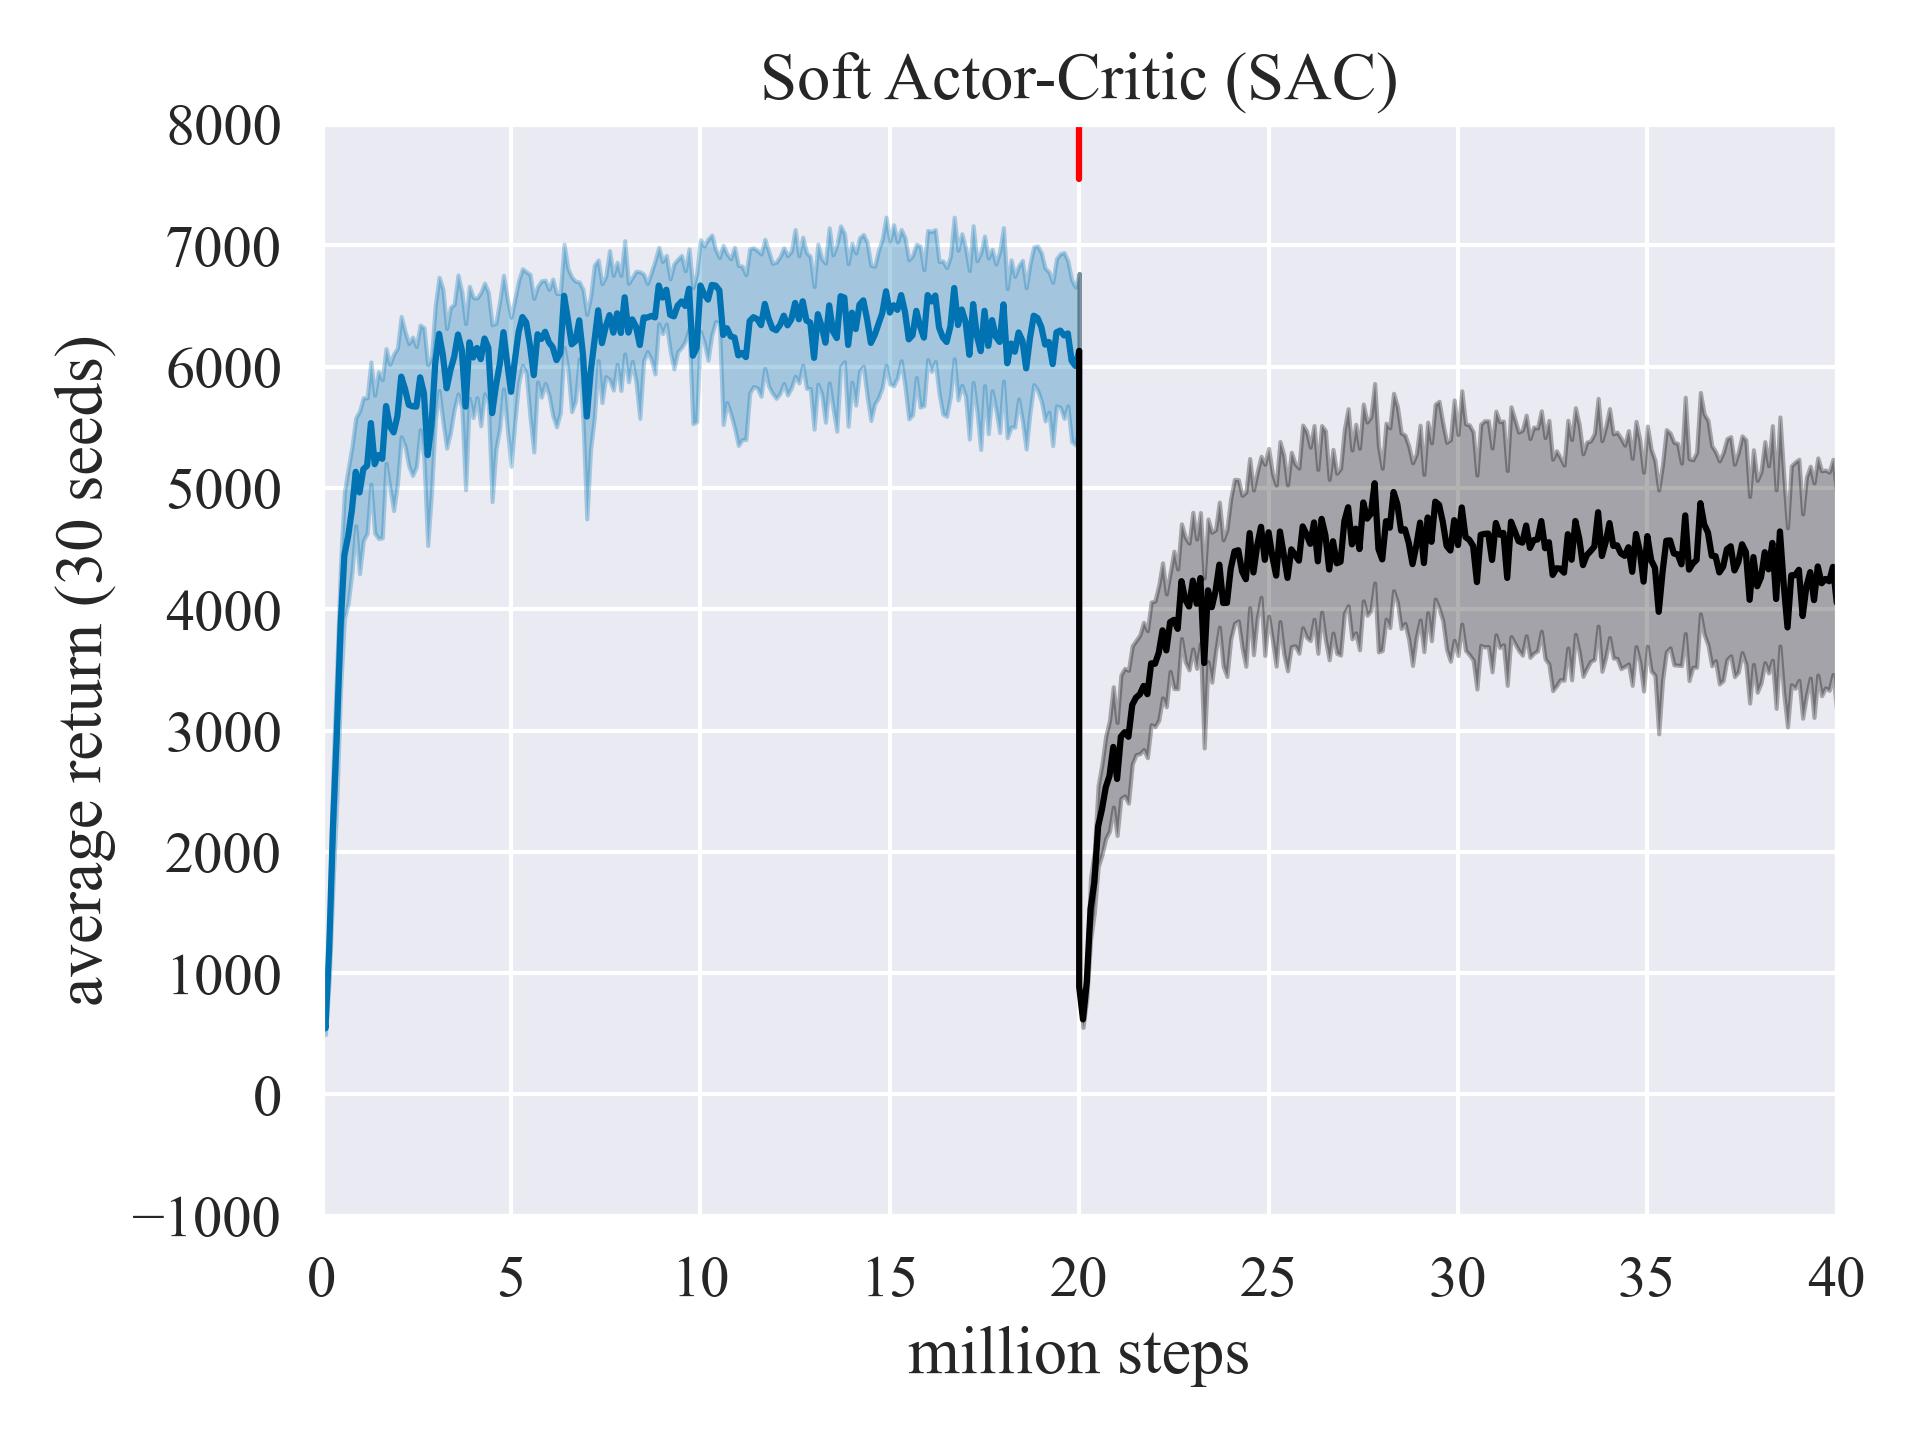 Soft Actor-Critic (SAC)
8000
7000
6000
5000
4000
3000
2000
1000
0
−1000
average return (30 seeds)
0 5 10 15 20 25 30 35 40
million steps